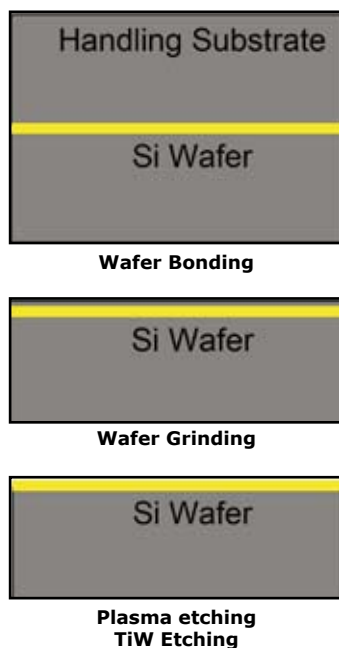 Handling Substrate
Si Wafer
Wafer Bonding
Si Wafer
Wafer Grinding
Si Wafer
Plasma etching
TiW Etching